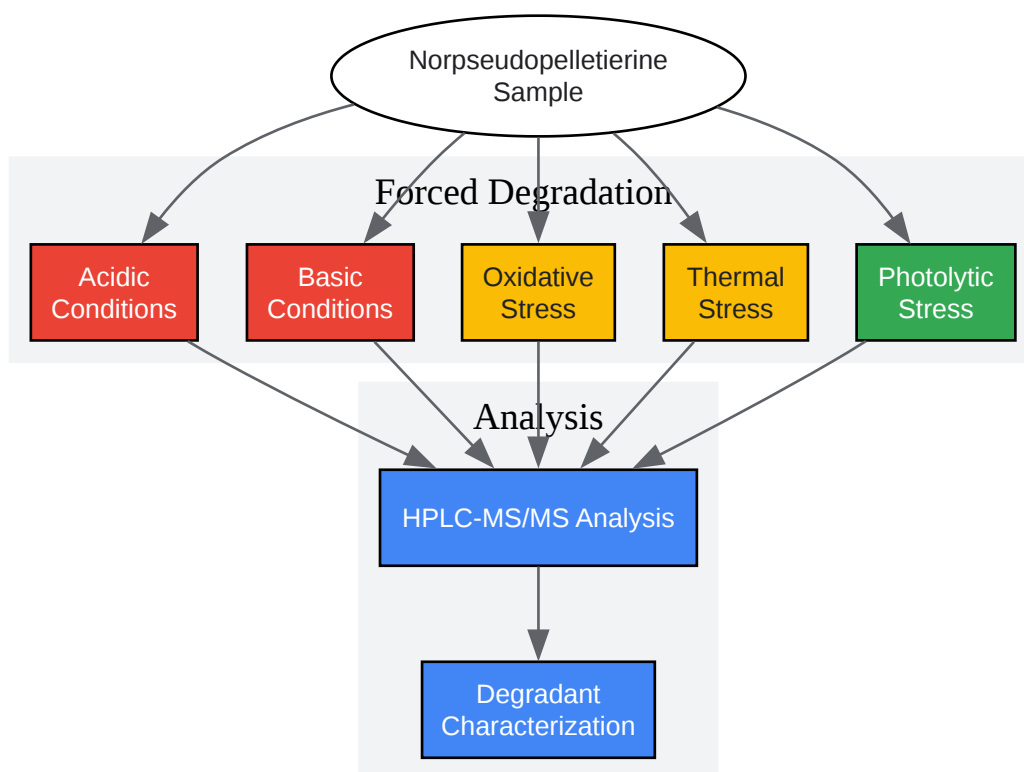 Norpseudopelletierine
Sample
Forced Degradation
Acidic
Conditions
Basic
Conditions
Oxidative
Stress
Thermal
Stress
Photolytic
Stress
Analysis
HPLC-MS/MS Analysis
Degradant
Characterization